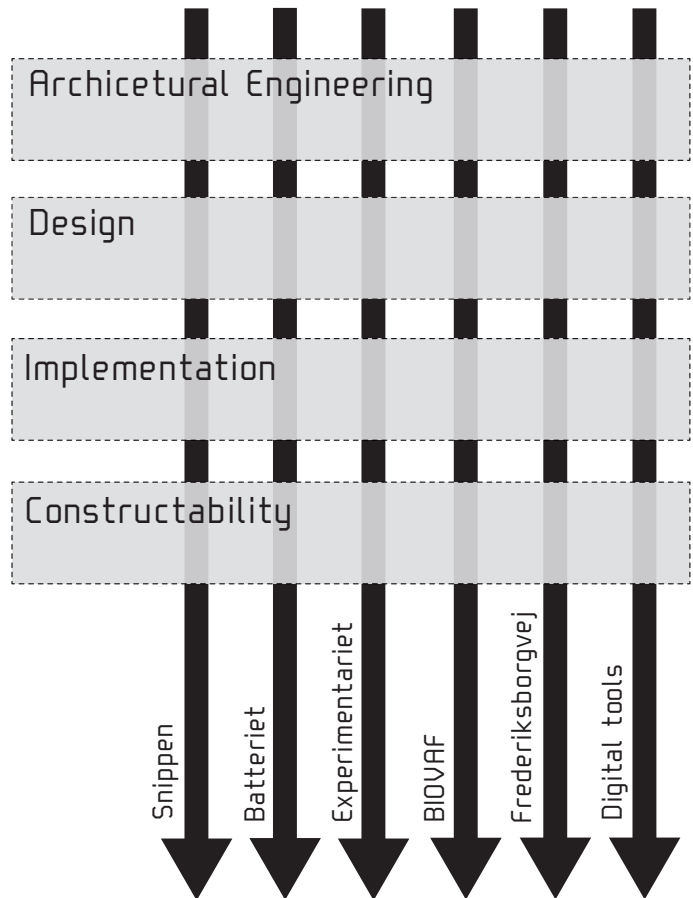 Archicetural Engineering
Design
Implementation
Constructability
Snippen
Batteriet
Experimentariet
BIOVAF
Frederiksborgvej
Digital tools